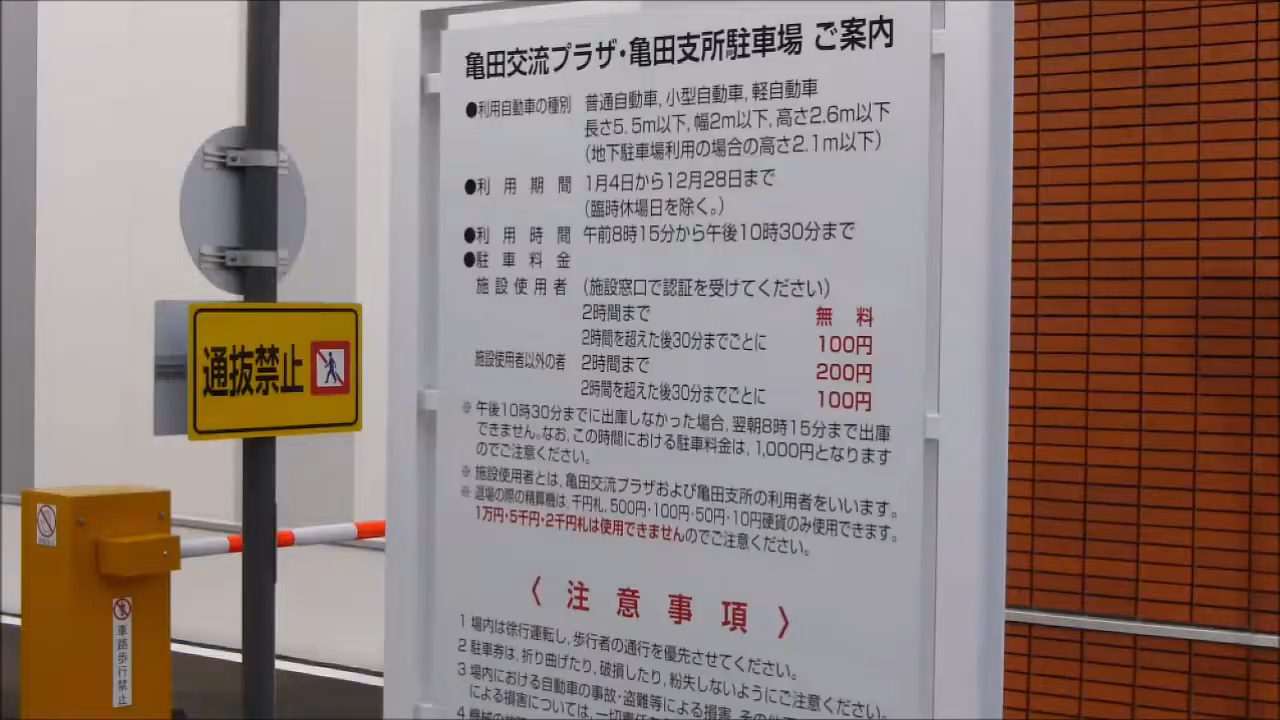 亀田交流プラザ・亀田支所駐車場 ご案内
●利用自動車の種別 普通自動車, 小型自動車, 軽自動車
長さ5.5m以下, 幅2m以下, 高さ2.6m以下
(地下駐車場利用の場合の高さ2.1m以下)
●利用期間 1月4日から12月28日まで
(臨時休場日を除く。)
●利用時間 午前8時15分から午後10時30分まで
●駐車料金
施設使用者 (施設窓口で認証を受けてください)
2時間まで 無料
2時間を超えた後30分までごとに 100円
施設使用者以外の者 2時間まで 200円
2時間を超えた後30分までごとに 100円
※ 午後10時30分までに出庫しなかった場合, 翌朝8時15分まで出庫
できません。なお, この時間における駐車料金は, 1,000円となります
のでご注意ください。
※ 施設使用者とは, 亀田交流プラザおよび亀田支所の利用者をいいます。
※ 退場の際の精算機は, 千円札, 500円・100円・50円・10円硬貨のみ使用できます。
1万円・5千円・2千円札は使用できませんのでご注意ください。
〈 注意事項 〉
1 場内は徐行運転し, 歩行者の通行を優先させてください。
2 駐車券は, 折り曲げたり, 破損したり, 紛失しないようにご注意ください。
3 場内における自動車の事故・盗難等による損害, その他
による損害については, 一切責任を
4 機械の故
通抜禁止
車路歩行禁止